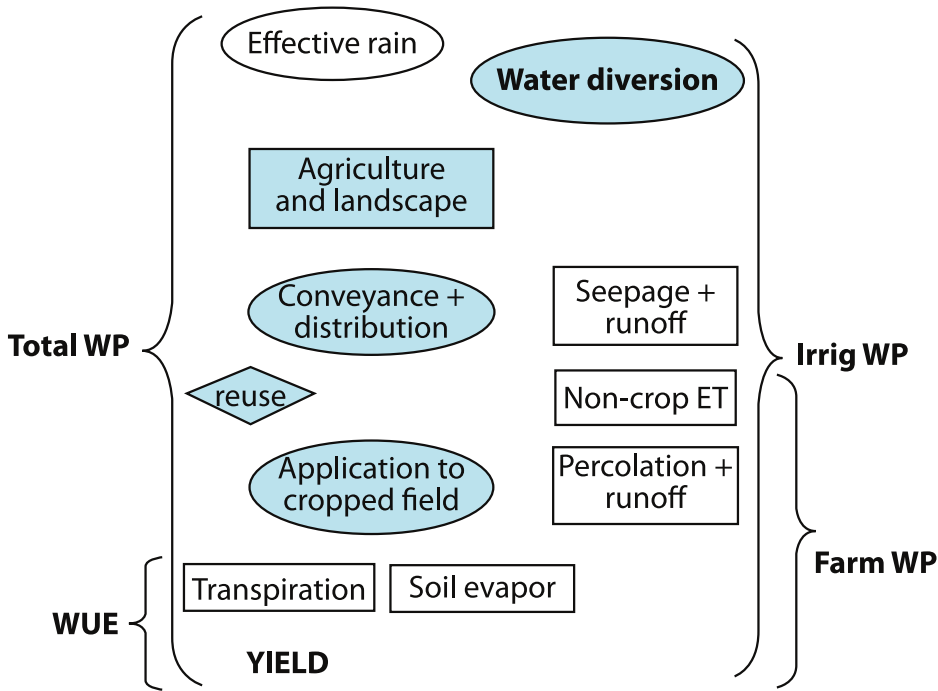 Effective rain
Water diversion
Agriculture
and landscape
Conveyance +
distribution
Seepage +
runoff
Total WP
Irrig WP
reuse
Non-crop ET
Application to
cropped field
Percolation +
runoff
Farm WP
Transpiration
Soil evapor
WUE
YIELD